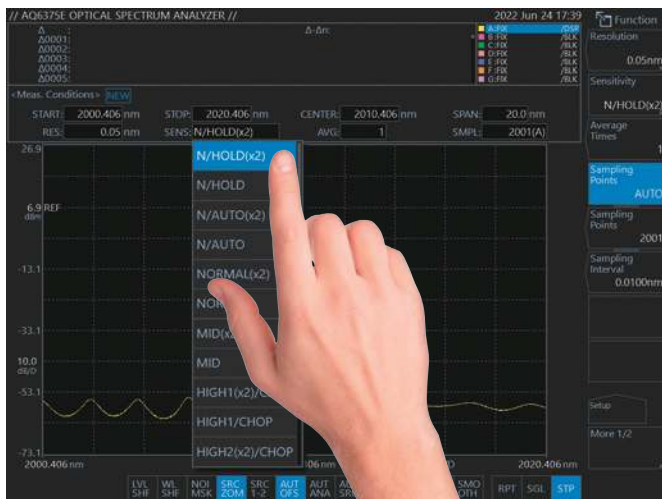 // AQ6375E OPTICAL SPECTRUM ANALYZER //
2022 Jun 24 17:39
Δ :
Δ0001:
Δ0002:
Δ0003:
Δ0004:
Δ0005:
Δ-Δn:
A:FIX /DSP
B:FIX /BLK
C:FIX /BLK
D:FIX /BLK
E:FIX /BLK
F:FIX /BLK
G:FIX /BLK
<Meas. Conditions> NEW
START: 2000.406 nm STOP: 2020.406 nm CENTER: 2010.406 nm SPAN: 20.0 nm
RES: 0.05 nm SENS: N/HOLD(x2) AVG: 1 SMPL: 2001(A)
26.9
6.9 REF
dBm
-13.1
-33.1
10.0
dB/D
-53.1
-73.1
2000.406 nm
06 nm
2020.406
N/HOLD(x2)
N/HOLD
N/AUTO(x2)
N/AUTO
NORMAL(x2)
MID
HIGH1/CHOP
HIGH2(x2)/CHOP
LVL SHF
WL SHF
NOI MSK
SRC ZOM
SRC 1-2
AUT OFS
AUT ANA
SMO OTH
RPT
SGL
STP
Function
Resolution
0.05nm
Sensitivity
N/HOLD(x2)
Average
Times
1
Sampling
Points
AUTO
Sampling
Points
2001
Sampling
Interval
0.0100nm
Setup
More 1/2